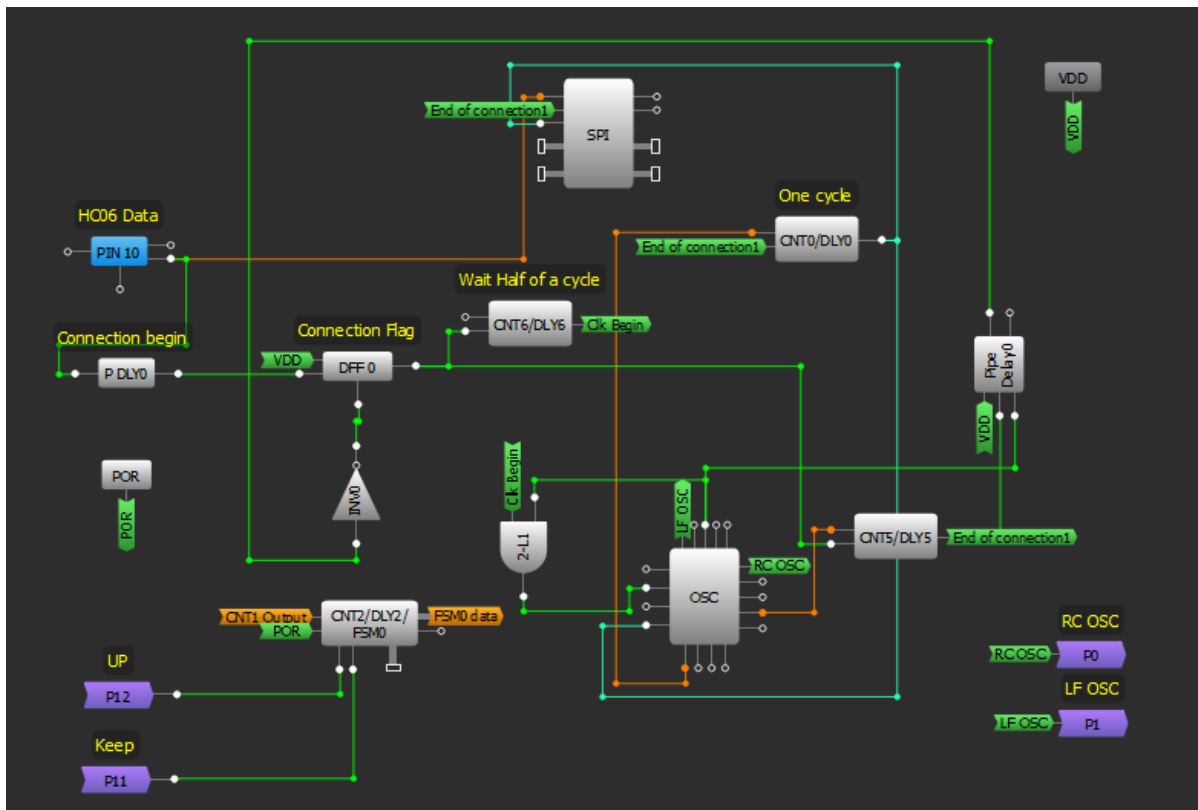 VDD
VDD
End of connection1
SPI
One cycle
HC06 Data
PIN 10
CNT0/DLY0
End of connection1
Wait Half of a cycle
CNT6/DLY6
Clk Begin
Connection begin
Connection Flag
P DLY0
VDD
DFF 0
Pipe
Delay0
VDD
POR
POR
INV0
Clk Begin
2-L1
LF OSC
OSC
RC OSC
CNT5/DLY5
End of connection1
CNT1 Output
POR
CNT2/DLY2/
FSM0
FSM0 data
UP
P12
Keep
P11
RC OSC
RC OSC
P0
LF OSC
LF OSC
P1